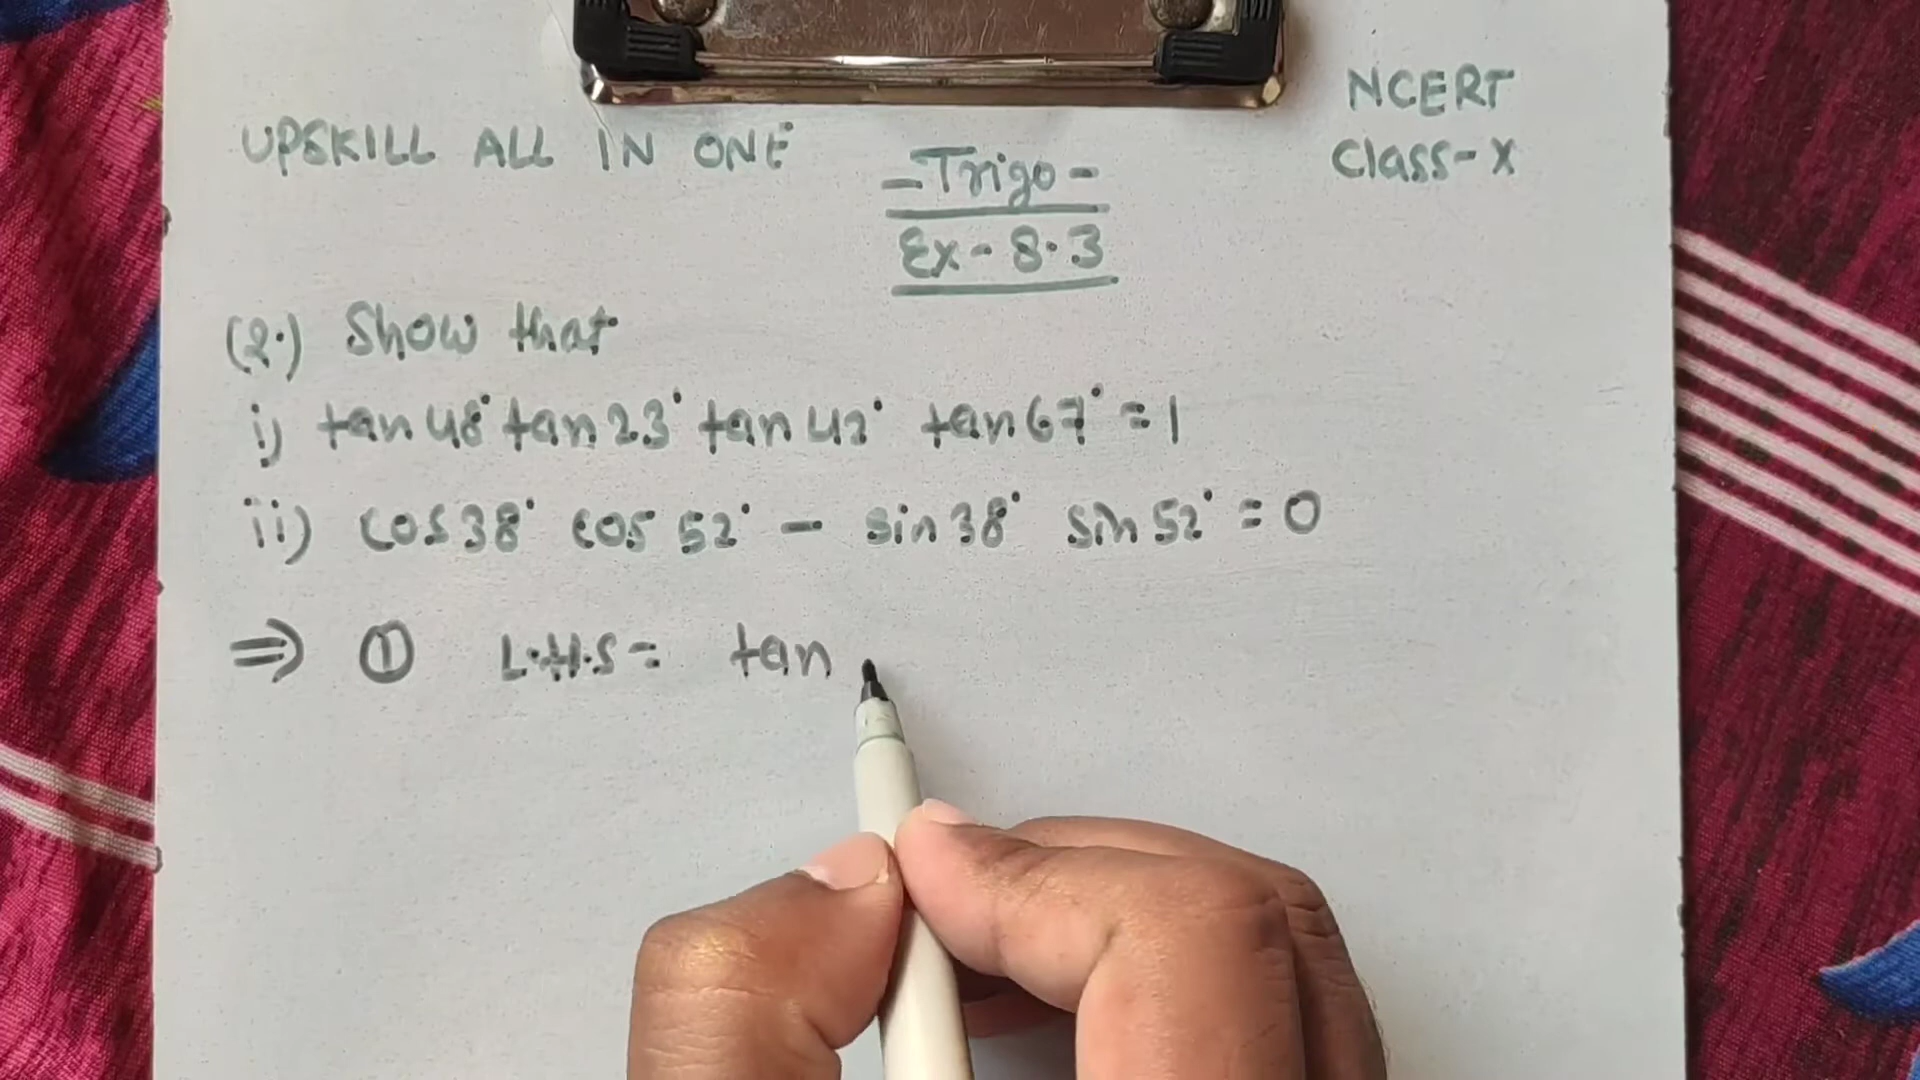 UPSKILL ALL IN ONE
NCERT
Class-X
-Trigo-
Ex-8.3
(2.) Show that
i) tan 48° tan 23° tan 42° tan 67° = 1
ii) cos 38° cos 52° - sin 38° sin 52° = 0
⇒ ① L.H.S = tan